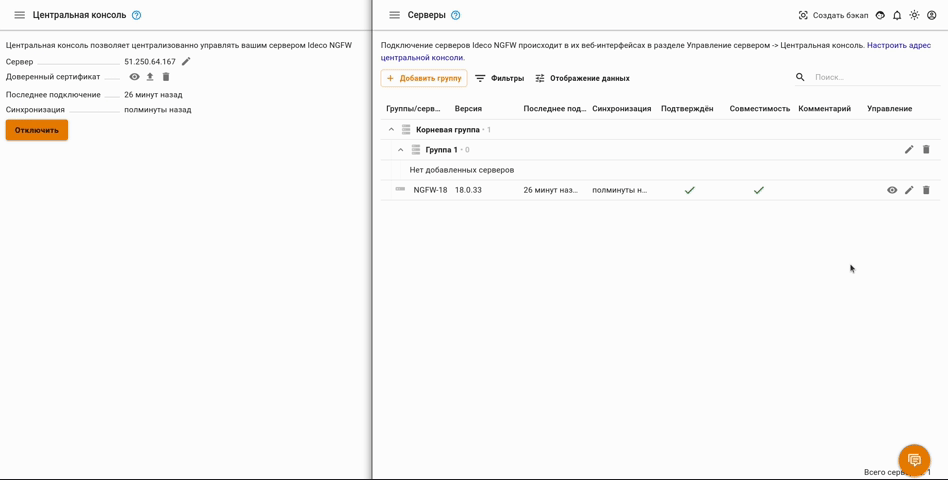 Центральная консоль
Центральная консоль позволяет централизованно управлять вашим сервером Ideco NGFW
Сервер 51.250.64.167
Доверенный сертификат
Последнее подключение 26 минут назад
Синхронизация полминуты назад
Отключить
Серверы
Создать бэкап
Подключение серверов Ideco NGFW происходит в их веб-интерфейсах в разделе Управление сервером -> Центральная консоль. Настроить адрес
центральной консоли.
Добавить группу Фильтры Отображение данных Поиск...
Группы/серв... Версия Последнее под... Синхронизация Подтверждён Совместимость Комментарий Управление
Корневая группа • 1
Группа 1 • 0
Нет добавленных серверов
NGFW-18 18.0.33 26 минут наз... полминуты н...
Всего 1